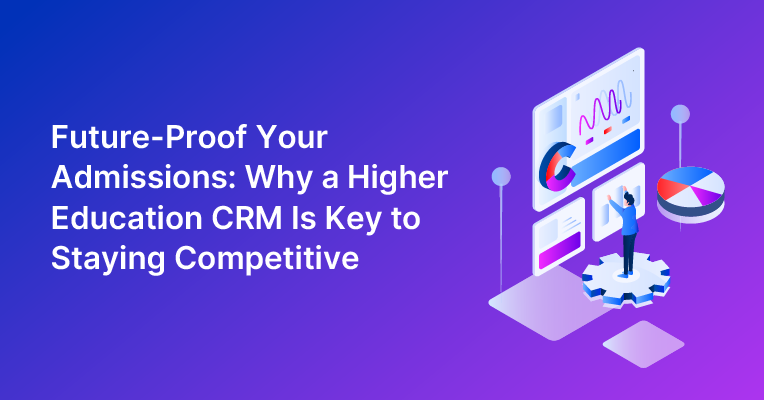 Future-Proof Your
Admissions: Why a Higher
Education CRM Is Key to
Staying Competitive